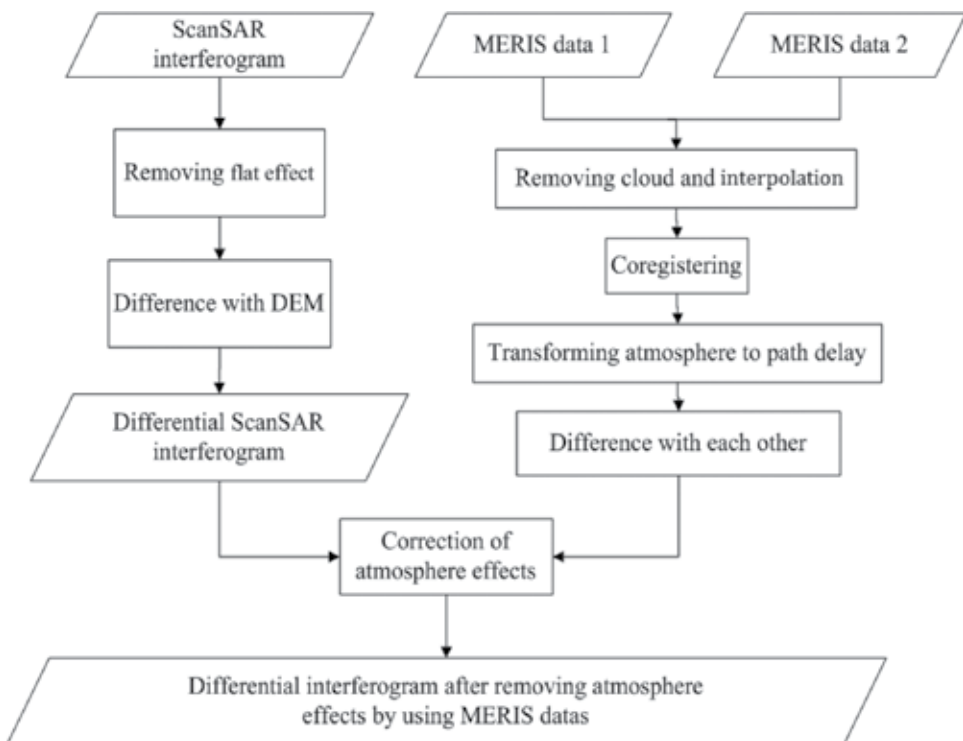 ScanSAR
interferogram
MERIS data 1
MERIS data 2
Removing flat effect
Removing cloud and interpolation
Coregistering
Difference with DEM
Transforming atmosphere to path delay
Differential ScanSAR
interferogram
Difference with each other
Correction of
atmosphere effects
Differential interferogram after removing atmosphere
effects by using MERIS datas